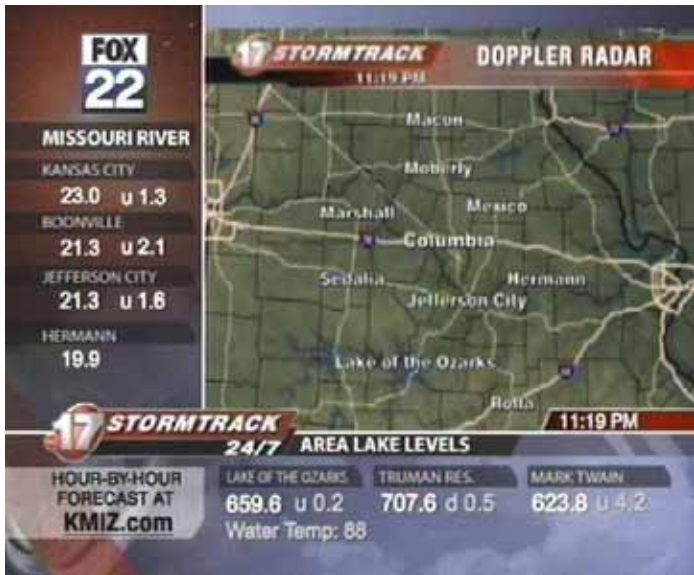 FOX
22
MISSOURI RIVER
KANSAS CITY
23.0 u 1.3
BOONVILLE
21.3 u 2.1
JEFFERSON CITY
21.3 u 1.6
HERMANN
19.9
17 STORMTRACK DOPPLER RADAR
11:19 PM
Macon
Moberly
Mexico
Marshall
Columbia
Sedalia
Hermann
Jefferson City
Lake of the Ozarks
Rolla
11:19 PM
17 STORMTRACK
24/7 AREA LAKE LEVELS
HOUR-BY-HOUR
FORECAST AT
KMIZ.com
LAKE OF THE OZARKS TRUMAN RES. MARK TWAIN
659.6 u 0.2 707.6 d 0.5 623.8 u 4.2
Water Temp: 88